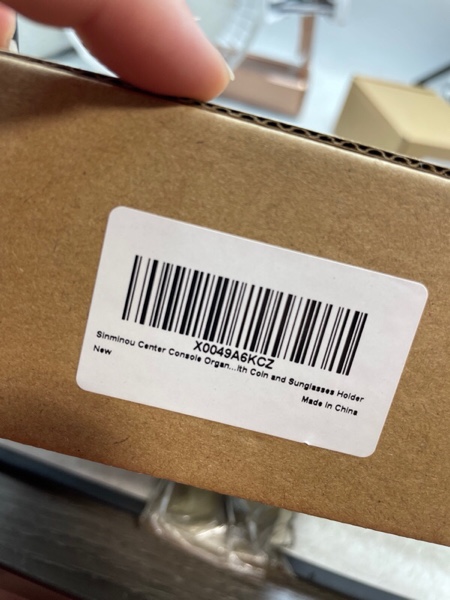 X0049A6KCZ
Sinminou Center Console Organ...ith Coin and Sunglasses Holder
New
Made in China